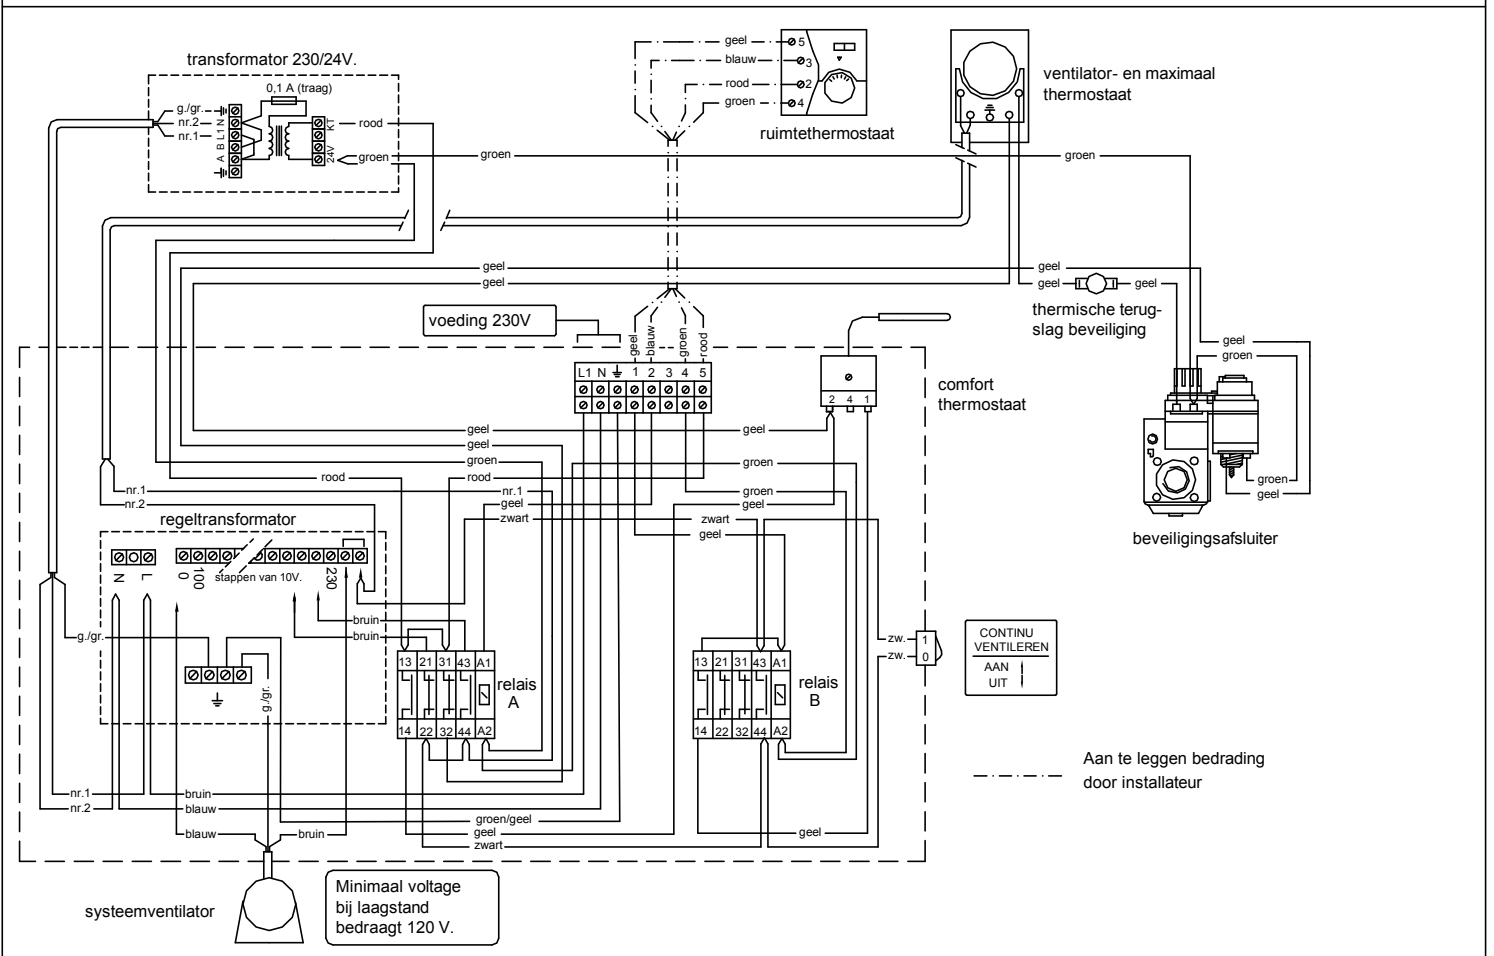 transformator 230/24V.
0,1 A (traag)
g./gr.
nr.2
nr.1
A B L1 N
KT
24V
rood
groen
groen
groen
geel
blauw
rood
groen
5
3
2
4
ruimtethermostaat
ventilator- en maximaal
thermostaat
geel
geel
geel
geel
geel
thermische terug-
slag beveiliging
voeding 230V
geel
blauw
groen
rood
L1 N 1 2 3 4 5
2 4 1
comfort
thermostaat
geel
groen
groen
geel
beveiligingsafsluiter
geel
geel
geel
groen
groen
rood
rood
nr.1
nr.1
groen
nr.2
geel
geel
zwart
zwart
geel
regeltransformator
N
L
0
100
stappen van 10V.
230
bruin
bruin
g./gr.
g./gr.
13 21 31 43 A1
14 22 32 44 A2
relais
A
13 21 31 43 A1
14 22 32 44 A2
relais
B
zw.
zw.
1
0
CONTINU
VENTILEREN
AAN
UIT
nr.1
bruin
nr.2
blauw
groen/geel
blauw
bruin
geel
geel
zwart
Aan te leggen bedrading
door installateur
systeemventilator
Minimaal voltage
bij laagstand
bedraagt 120 V.